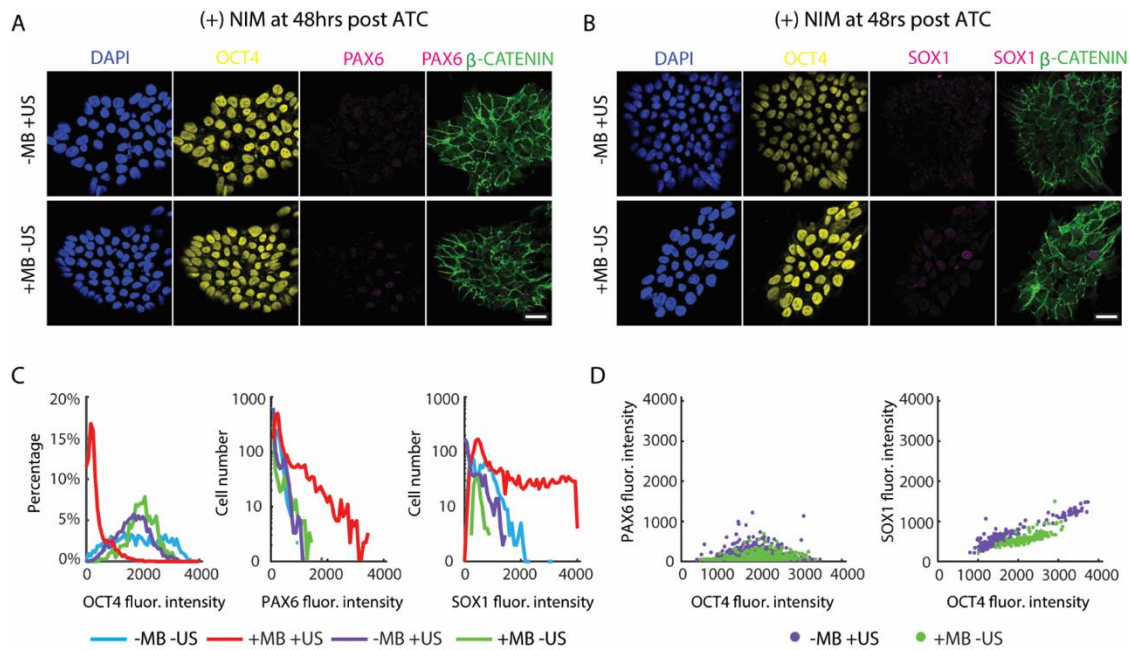 A (+) NIM at 48hrs post ATC
DAPI OCT4 PAX6 PAX6 β-CATENIN
-MB +US
+MB -US
B (+) NIM at 48rs post ATC
DAPI OCT4 SOX1 SOX1 β-CATENIN
-MB +US
+MB -US
C
Percentage
20%
15%
10%
5%
0%
0 2000 4000
OCT4 fluor. intensity
Cell number
1000
100
10
0
0 2000 4000
PAX6 fluor. intensity
Cell number
1000
100
10
0
0 2000 4000
SOX1 fluor. intensity
-MB -US +MB +US -MB +US +MB -US
D
PAX6 fluor. intensity
4000
3000
2000
1000
0
0 1000 2000 3000 4000
OCT4 fluor. intensity
SOX1 fluor. intensity
4000
3000
2000
1000
0
0 1000 2000 3000 4000
OCT4 fluor. intensity
-MB +US +MB -US